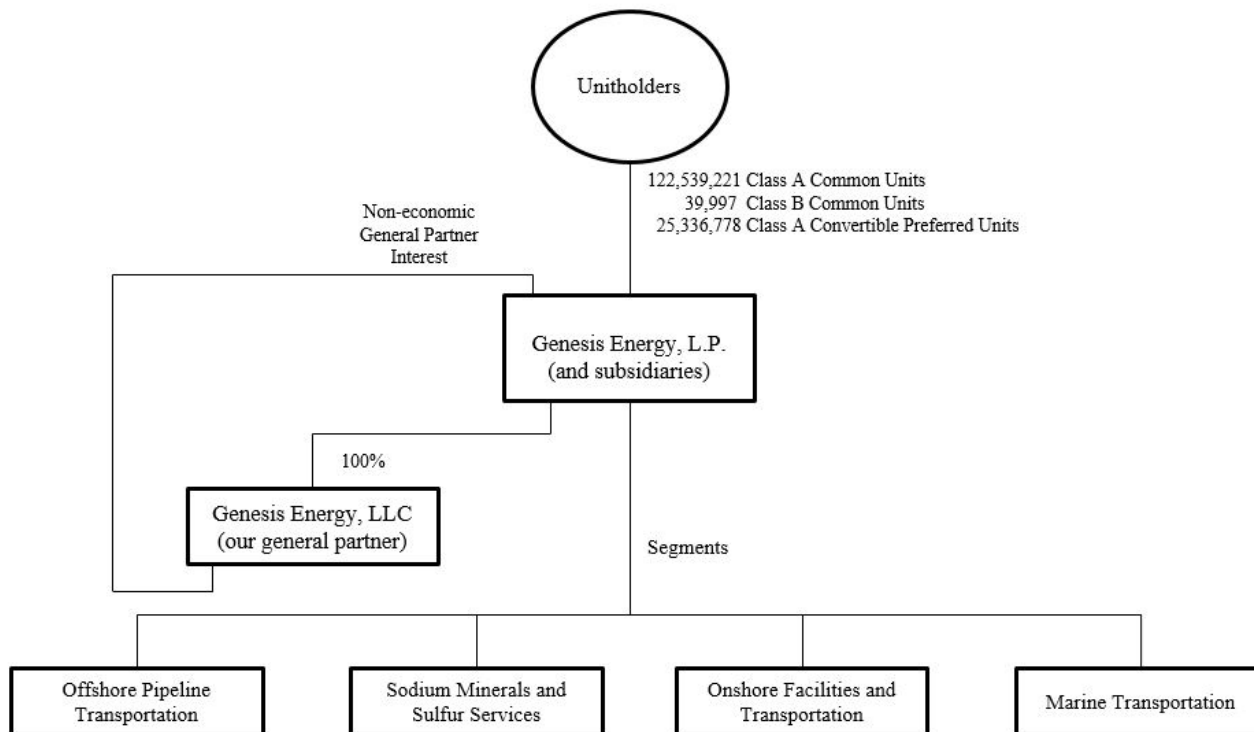 Unitholders
122,539,221 Class A Common Units
39,997 Class B Common Units
25,336,778 Class A Convertible Preferred Units
Non-economic
General Partner
Interest
Genesis Energy, L.P.
(and subsidiaries)
100%
Genesis Energy, LLC
(our general partner)
Segments
Offshore Pipeline
Transportation
Sodium Minerals and
Sulfur Services
Onshore Facilities and
Transportation
Marine Transportation